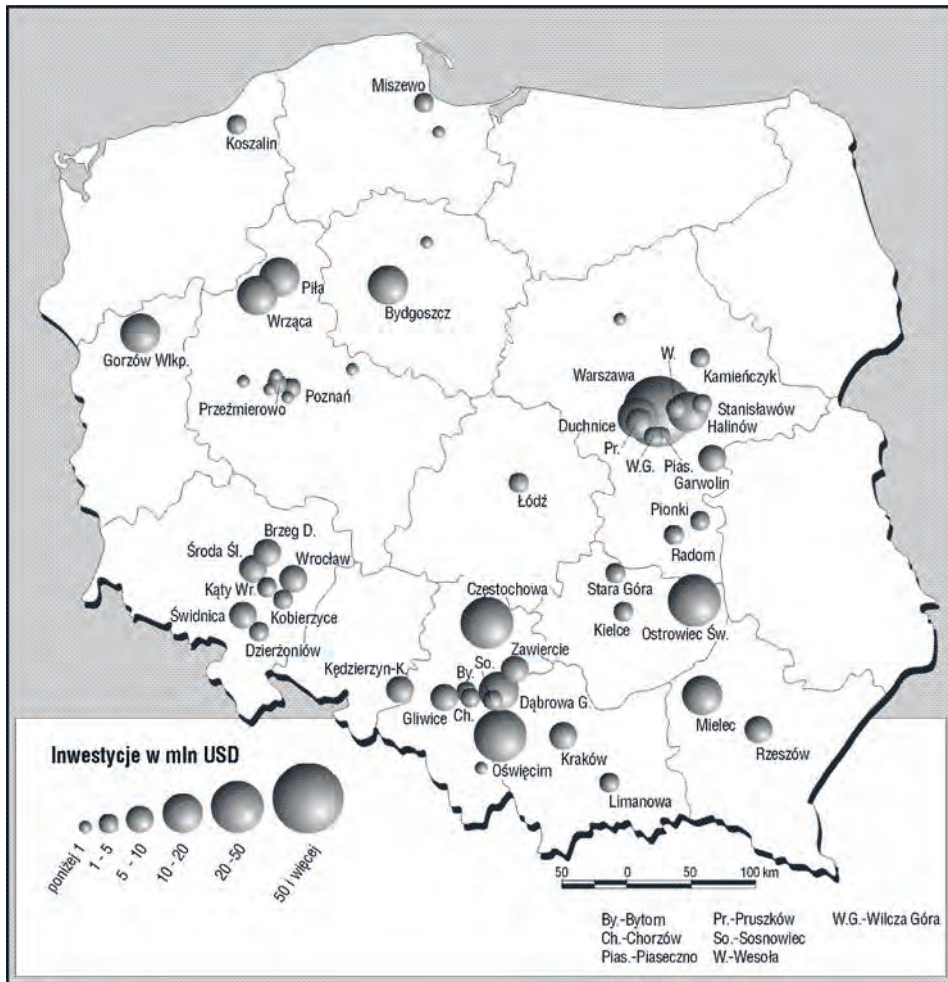 Miszewo
Koszalin
Piła
Wrząca
Bydgoszcz
Gorzów Wlkp.
W.
Kamieńczyk
Warszawa
Przeźmierowo
Poznań
Stanisławów
Duchnice
Halinów
Pr.
W.G.
Pias.
Garwolin
Łódź
Pionki
Radom
Brzeg D.
Środa Śl.
Wrocław
Kąty Wr.
Stara Góra
Częstochowa
Świdnica
Kobierzyce
Kielce
Ostrowiec Św.
Dzierżoniów
Zawiercie
So.
Kędzierzyn-K.
By.
Gliwice
Ch.
Dąbrowa G.
Mielec
Rzeszów
Kraków
Oświęcim
Limanowa
Inwestycje w mln USD
poniżej 1
1 - 5
5 - 10
10 - 20
20 -50
50 i więcej
50 0 50 100 km
By.-Bytom Pr.-Pruszków W.G.-Wilcza Góra
Ch.-Chorzów So.-Sosnowiec
Pias.-Piaseczno W.-Wesoła